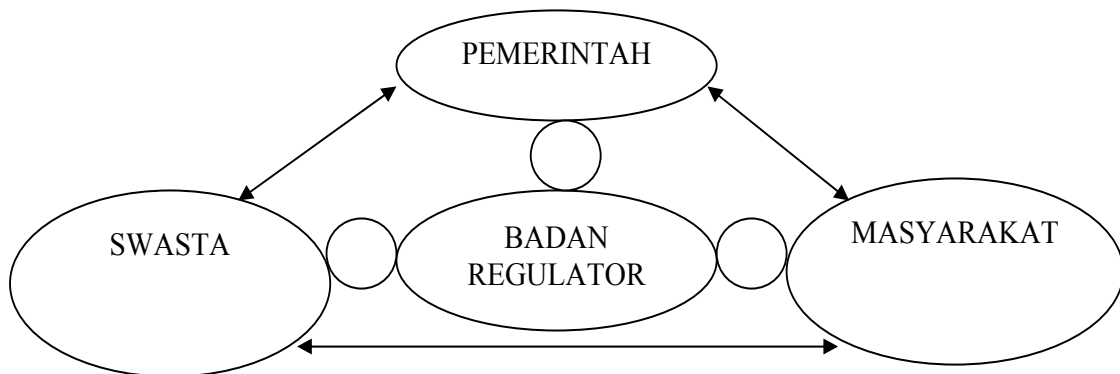 PEMERINTAH
SWASTA
BADAN
REGULATOR
MASYARAKAT